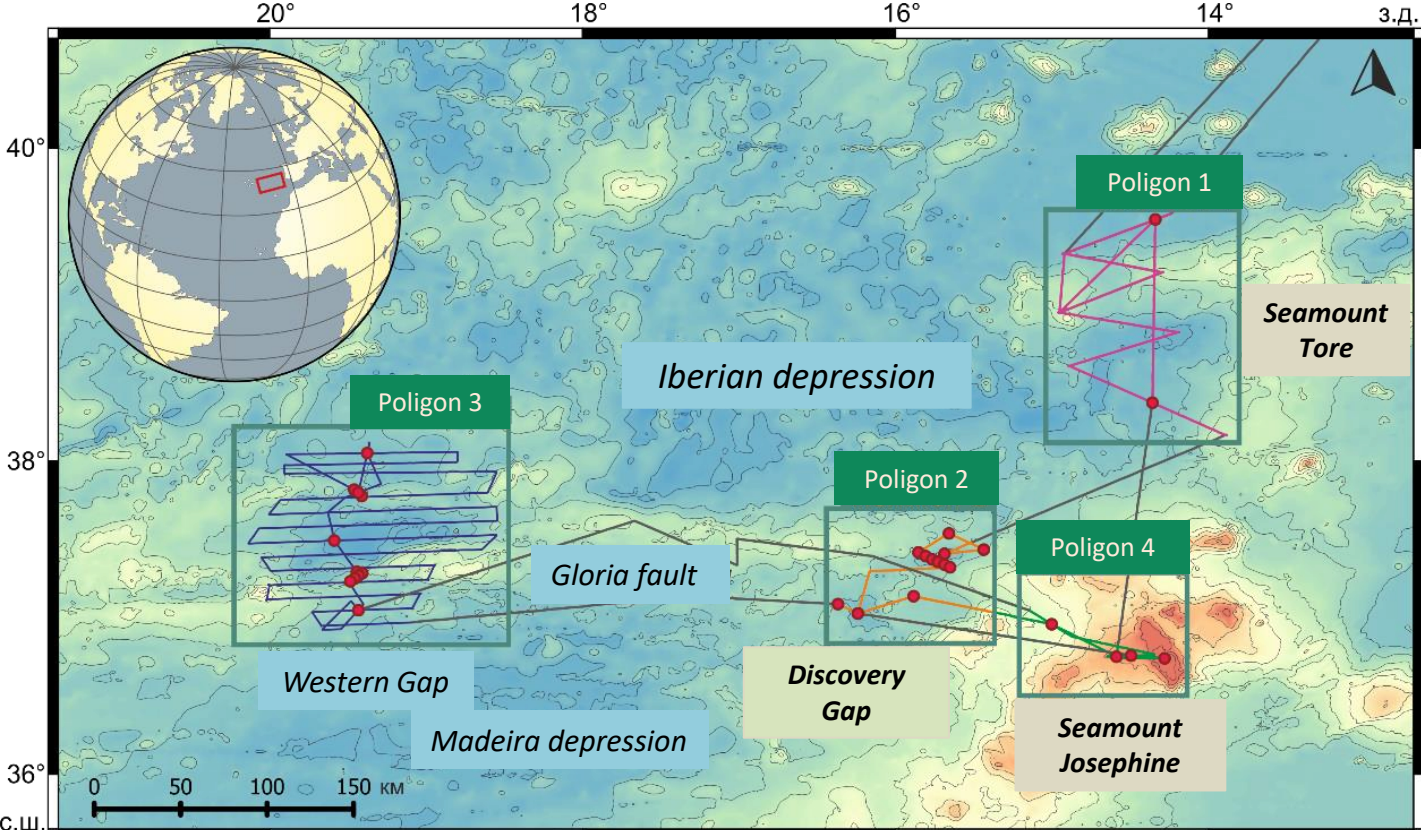 20° 18° 16° 14° з.д.
40°
Poligon 1
Seamount
Tore
Iberian depression
Poligon 3
38°
Poligon 2
Poligon 4
Gloria fault
Western Gap
Discovery
Gap
Madeira depression
Seamount
Josephine
36°
0 50 100 150 км
с.ш.